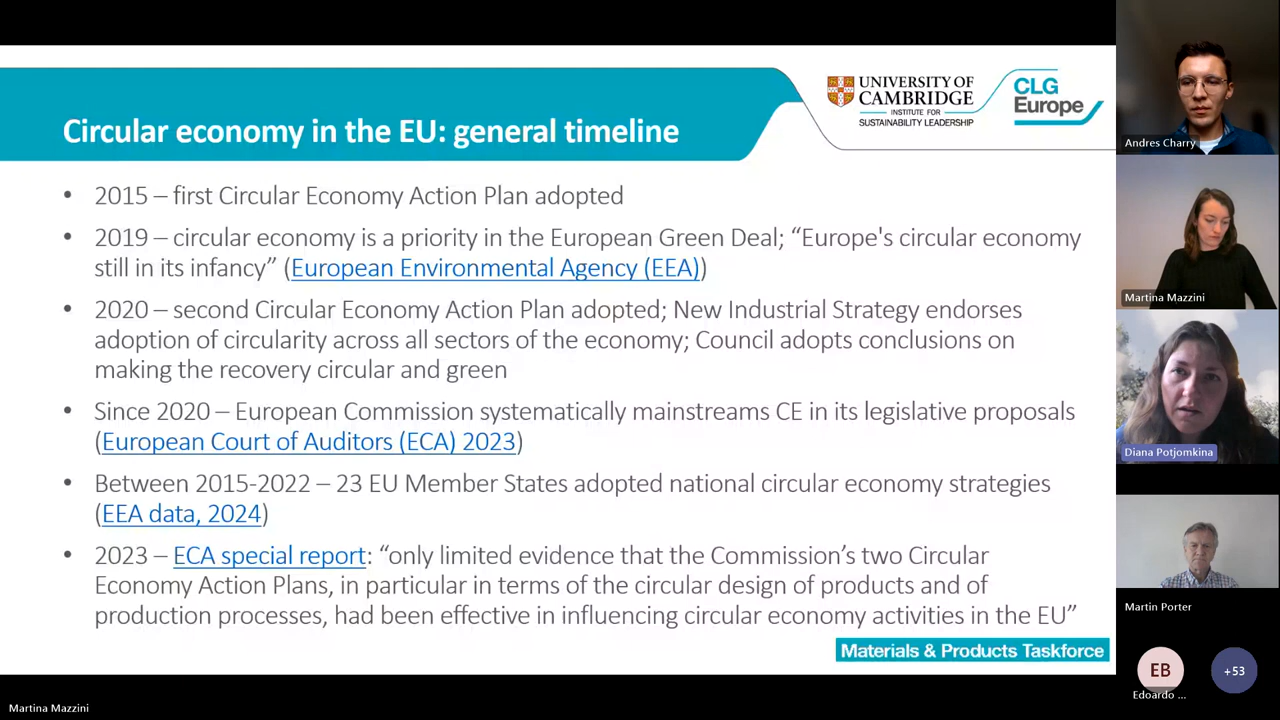 UNIVERSITY OF
CAMBRIDGE
INSTITUTE FOR
SUSTAINABILITY LEADERSHIP
CLG
Europe
Circular economy in the EU: general timeline
• 2015 – first Circular Economy Action Plan adopted
• 2019 – circular economy is a priority in the European Green Deal; “Europe's circular economy
still in its infancy” (European Environmental Agency (EEA))
• 2020 – second Circular Economy Action Plan adopted; New Industrial Strategy endorses
adoption of circularity across all sectors of the economy; Council adopts conclusions on
making the recovery circular and green
• Since 2020 – European Commission systematically mainstreams CE in its legislative proposals
(European Court of Auditors (ECA) 2023)
• Between 2015-2022 – 23 EU Member States adopted national circular economy strategies
(EEA data, 2024)
• 2023 – ECA special report: “only limited evidence that the Commission’s two Circular
Economy Action Plans, in particular in terms of the circular design of products and of
production processes, had been effective in influencing circular economy activities in the EU”
Materials & Products Taskforce
Martina Mazzini
Andres Charry
Martina Mazzini
Diana Potjomkina
Martin Porter
EB
+53
Edoardo ...